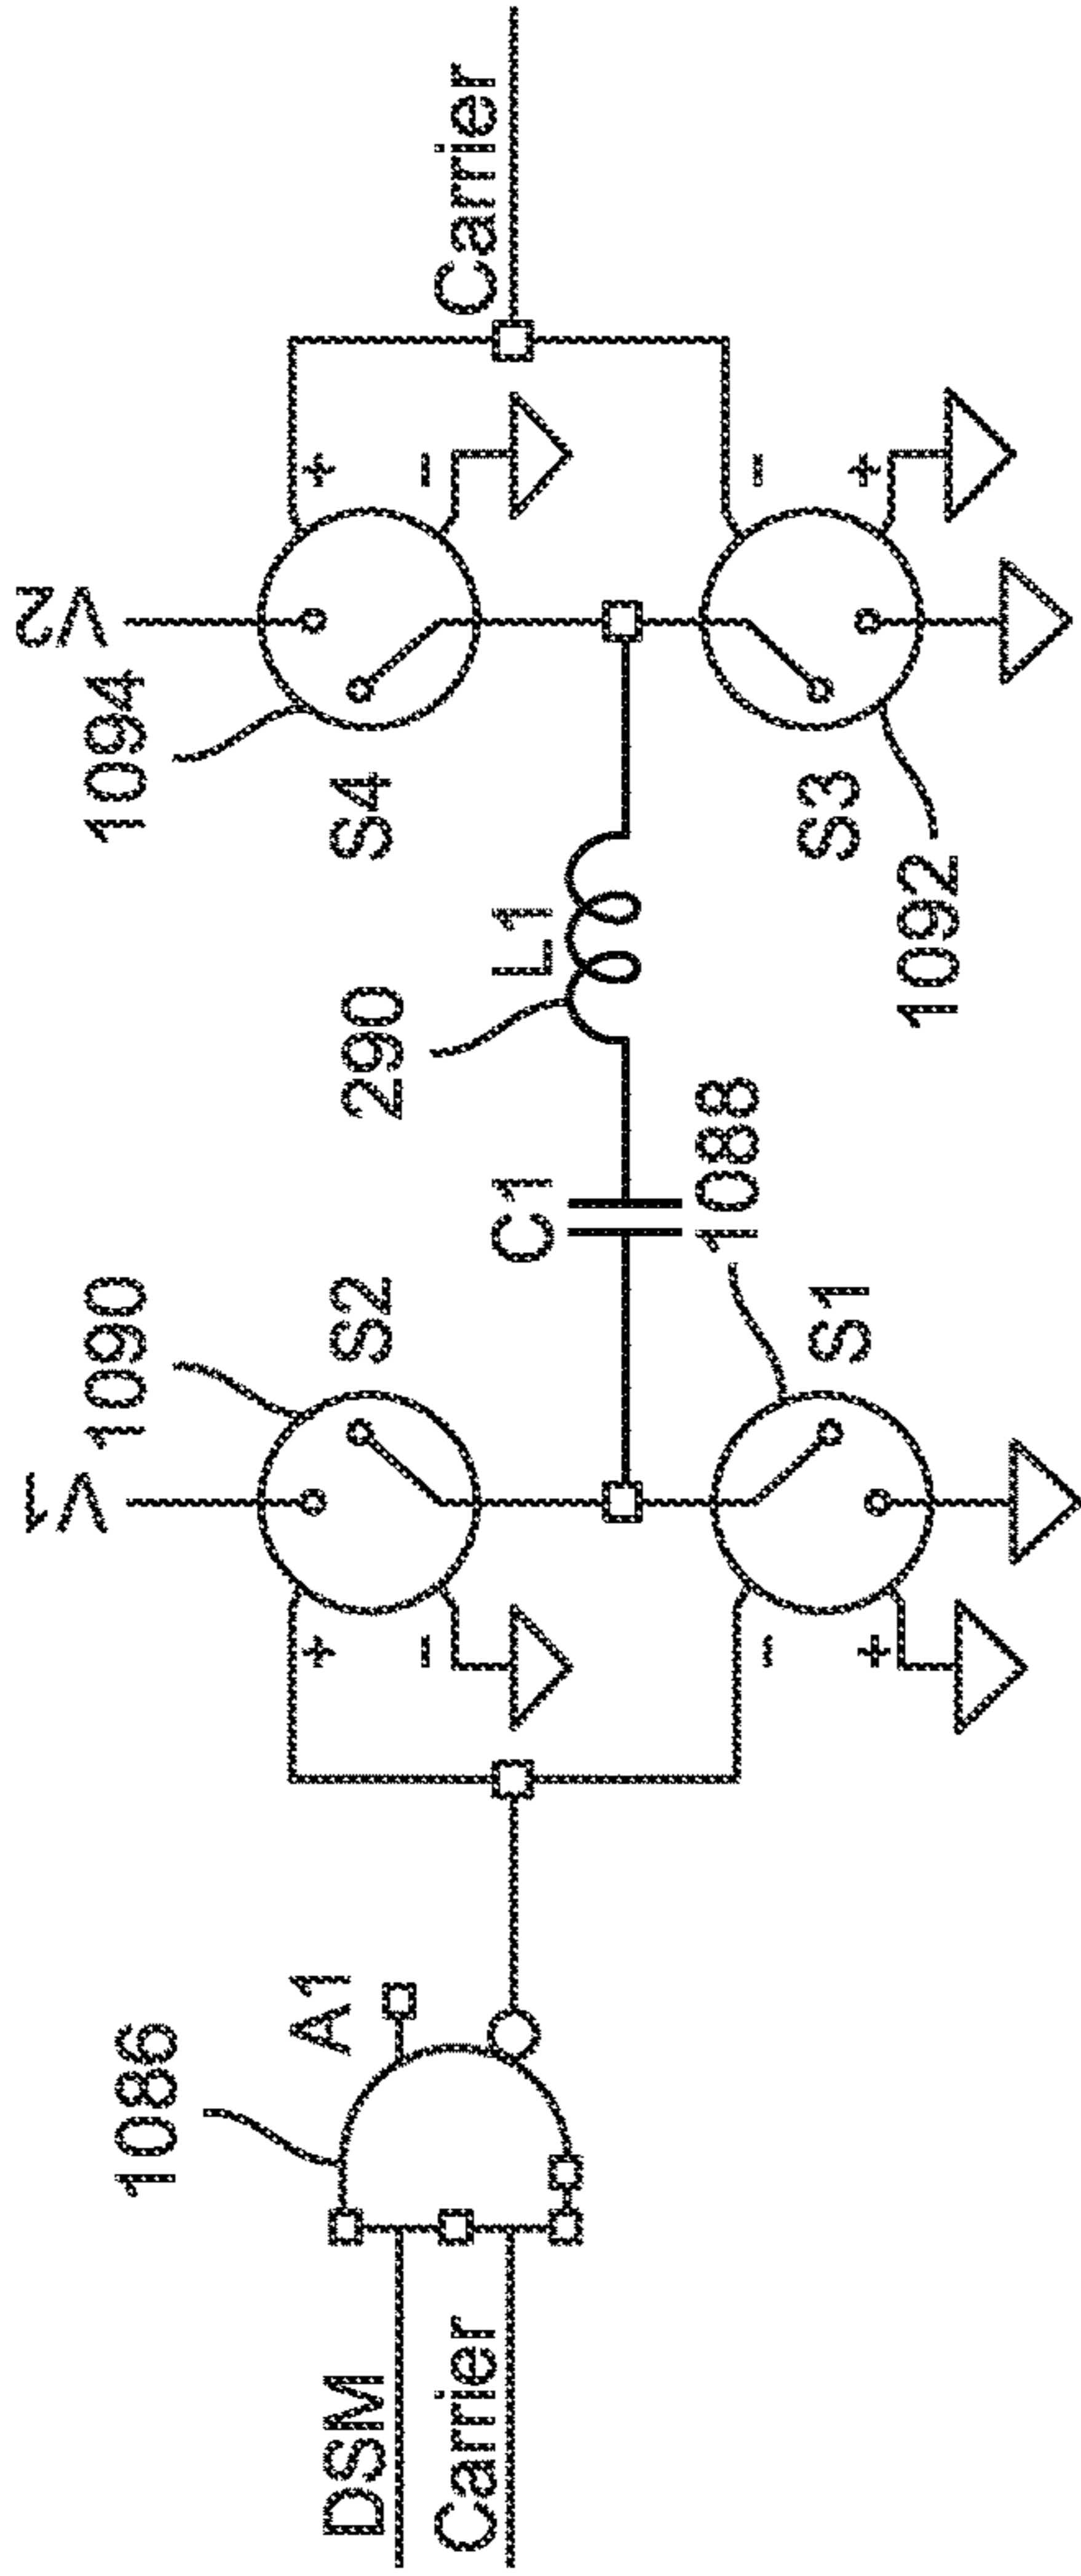 V1
V2
1090
1094
1086
S2
S4
A1
+
+
-
-
290
DSM
C1
L1
Carrier
Carrier
1088
-
-
+
+
S1
S3
1092